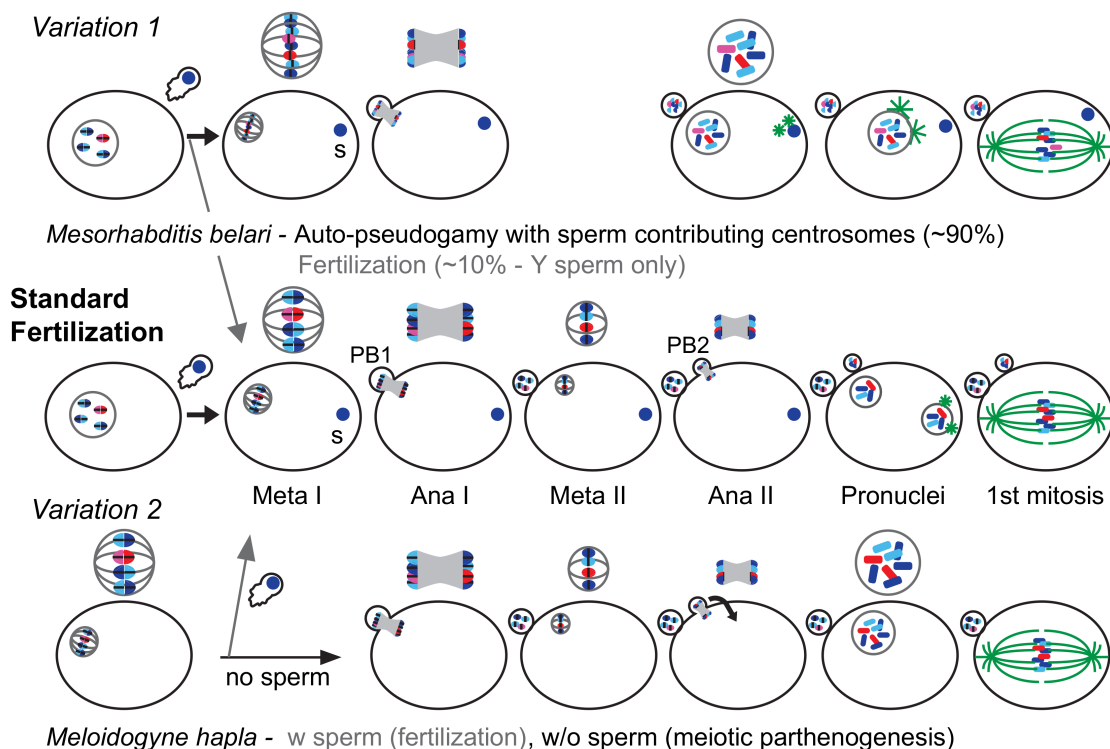 Variation 1
s
Mesorhabditis belari - Auto-pseudogamy with sperm contributing centrosomes (~90%)
Fertilization (~10% - Y sperm only)
Standard
Fertilization
PB1
PB2
s
Meta I
Ana I
Meta II
Ana II
Pronuclei
1st mitosis
Variation 2
no sperm
Meloidogyne hapla - w sperm (fertilization), w/o sperm (meiotic parthenogenesis)